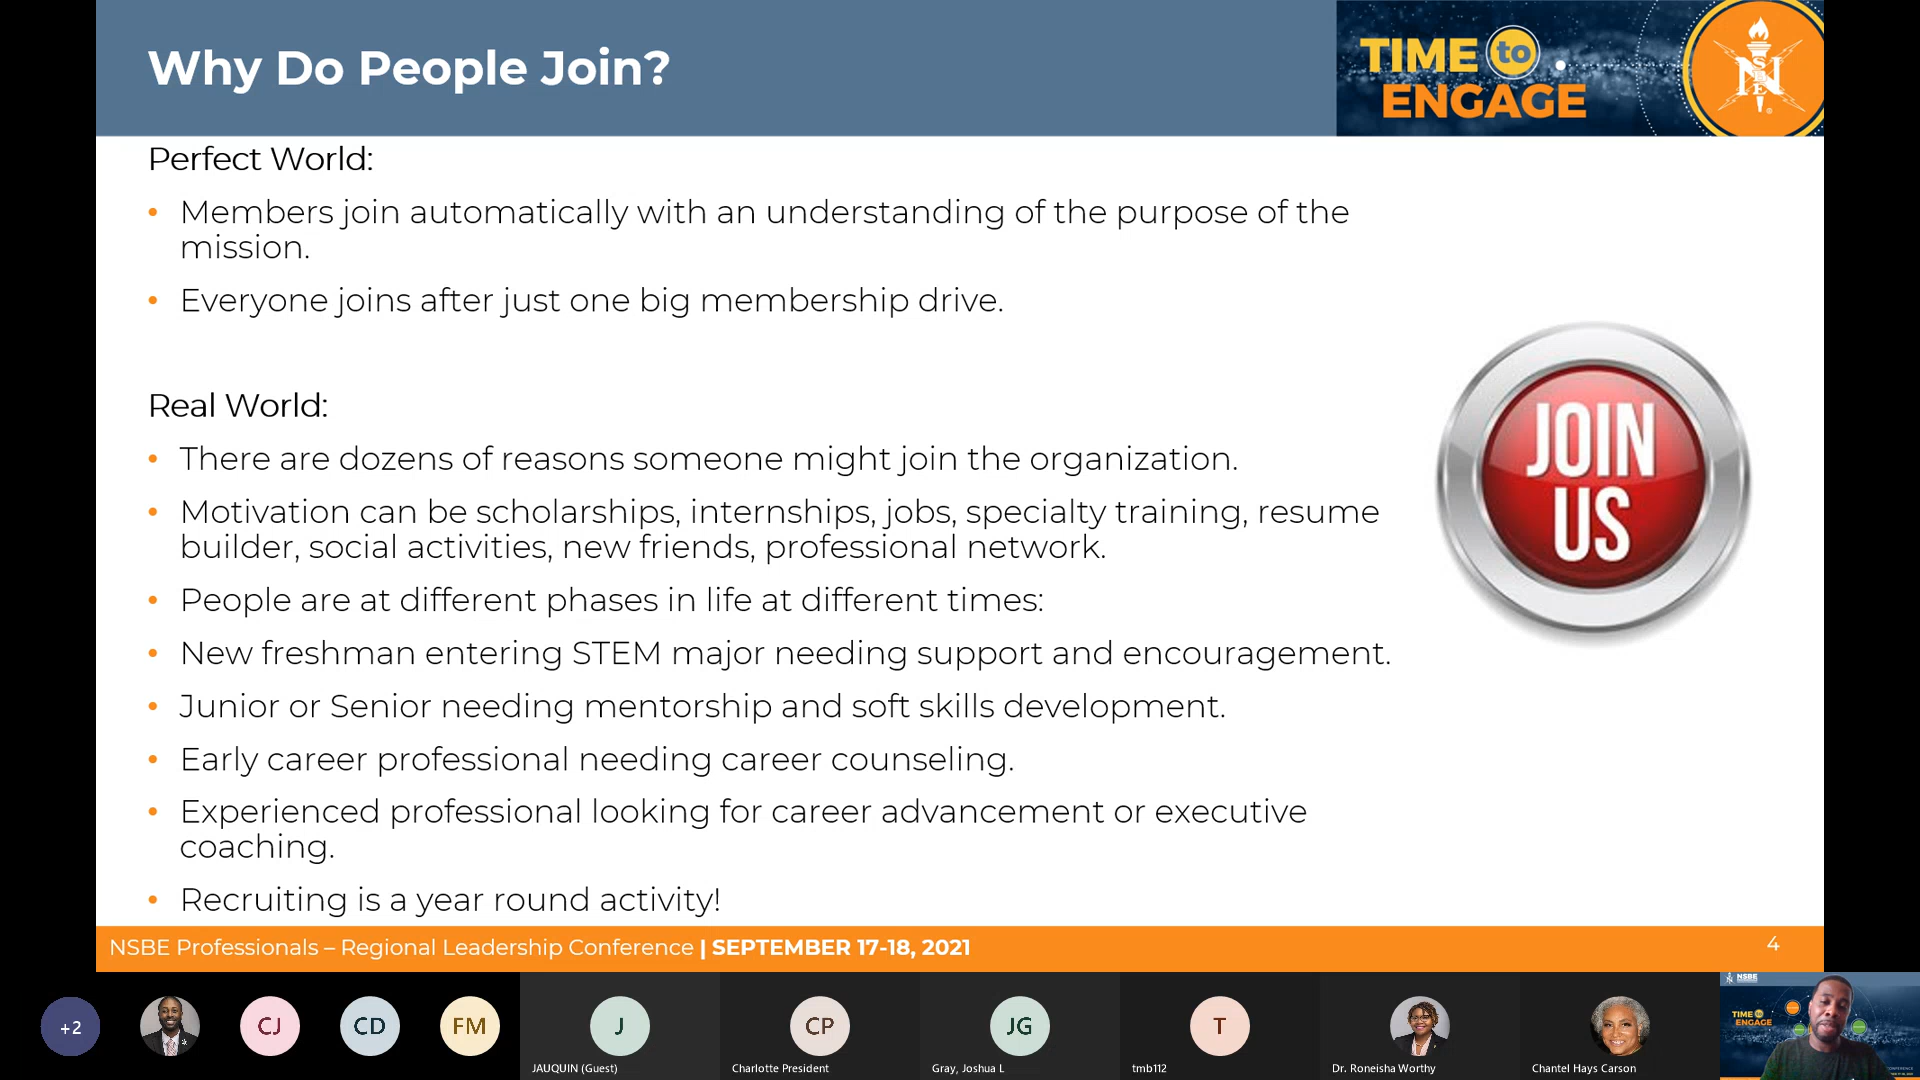 Why Do People Join?
TIME to
ENGAGE
NSBE
Perfect World:
• Members join automatically with an understanding of the purpose of the
mission.
• Everyone joins after just one big membership drive.
Real World:
• There are dozens of reasons someone might join the organization.
• Motivation can be scholarships, internships, jobs, specialty training, resume
builder, social activities, new friends, professional network.
• People are at different phases in life at different times:
• New freshman entering STEM major needing support and encouragement.
• Junior or Senior needing mentorship and soft skills development.
• Early career professional needing career counseling.
• Experienced professional looking for career advancement or executive
coaching.
• Recruiting is a year round activity!
JOIN
US
NSBE Professionals – Regional Leadership Conference | SEPTEMBER 17-18, 2021
4
+2
CJ
CD
FM
J
JAUQUIN (Guest)
CP
Charlotte President
JG
Gray, Joshua L
T
tmb112
Dr. Roneisha Worthy
Chantel Hays Carson
NSBE
TIME to
ENGAGE